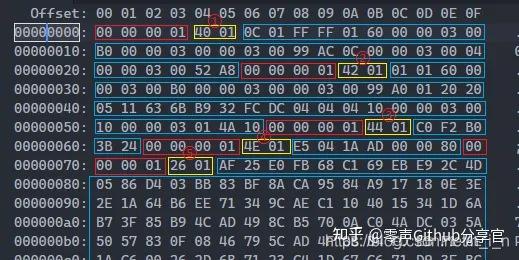 Offset: 00 01 02 03 04 05 06 07 08 09 0A 0B 0C 0D 0E 0F
①
00000000: 00 00 00 01 40 01 0C 01 FF FF 01 60 00 00 03 00
00000010: B0 00 00 03 00 00 03 00 99 AC 0C 00 00 03 00 04
②
00000020: 00 00 03 00 52 A8 00 00 00 01 42 01 01 01 60 00
00000030: 00 03 00 B0 00 00 03 00 00 03 00 99 A0 01 20 20
00000040: 05 11 63 6B B9 32 FC DC 04 04 04 10 00 00 03 00
③
00000050: 10 00 00 03 01 4A 10 00 00 00 01 44 01 C0 F2 B0
④
00000060: 3B 24 00 00 00 01 4E 01 E5 04 1A AD 00 00 80 00
⑤
00000070: 00 00 01 26 01 AF 25 E0 FB 68 C1 69 EB E9 2C 4D
00000080: 05 86 D4 03 BB 83 BF 8A CA 95 84 A9 17 18 0E 3E
00000090: 2E 1A 64 B6 EE 71 34 9C AE C1 10 40 15 34 1D 6A
000000a0: B7 3F 85 B9 4C AD 49 8C B5 70 0A C0 4A DC 03 5A
000000b0: 50 57 83 0F 08 46 79 5C AD
知乎 @零声Github分享官